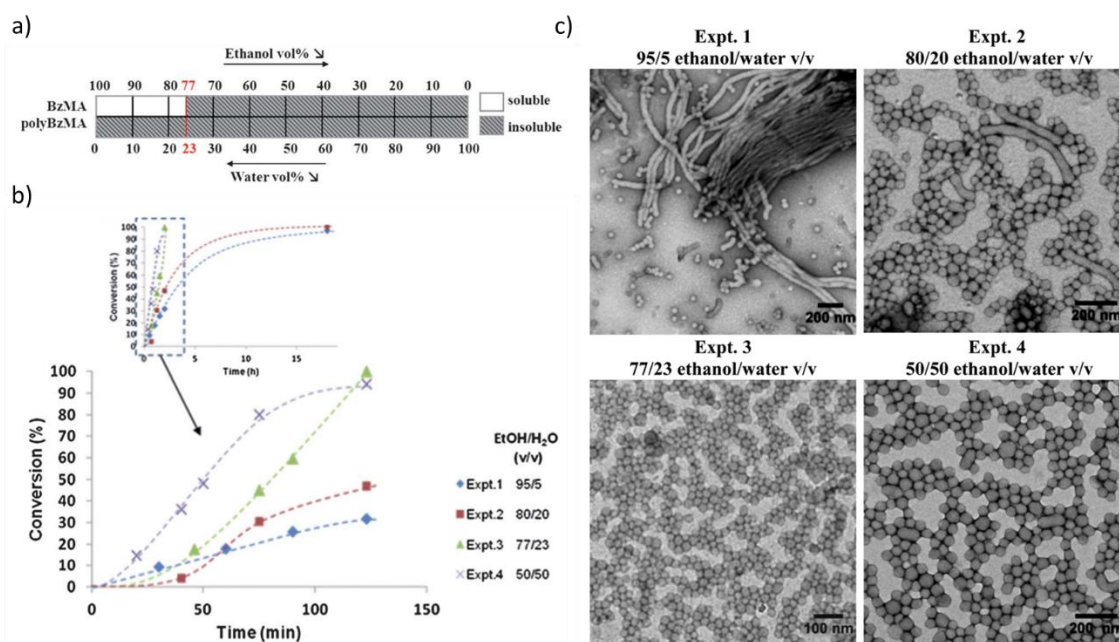 a)
Ethanol vol% ↘
100 90 80 77 70 60 50 40 30 20 10 0
BzMA
polyBzMA
soluble
insoluble
0 10 20 23 30 40 50 60 70 80 90 100
Water vol% ↘
b)
Conversion (%)
100
90
80
70
60
50
40
30
20
10
0
0 5 10 15
Time (h)
Conversion (%)
100
90
80
70
60
50
40
30
20
10
0
0 50 100 150
Time (min)
EtOH/H₂O
(v/v)
Expt.1 95/5
Expt.2 80/20
Expt.3 77/23
Expt.4 50/50
c)
Expt. 1
95/5 ethanol/water v/v
200 nm
Expt. 2
80/20 ethanol/water v/v
200 nm
Expt. 3
77/23 ethanol/water v/v
100 nm
Expt. 4
50/50 ethanol/water v/v
200 nm